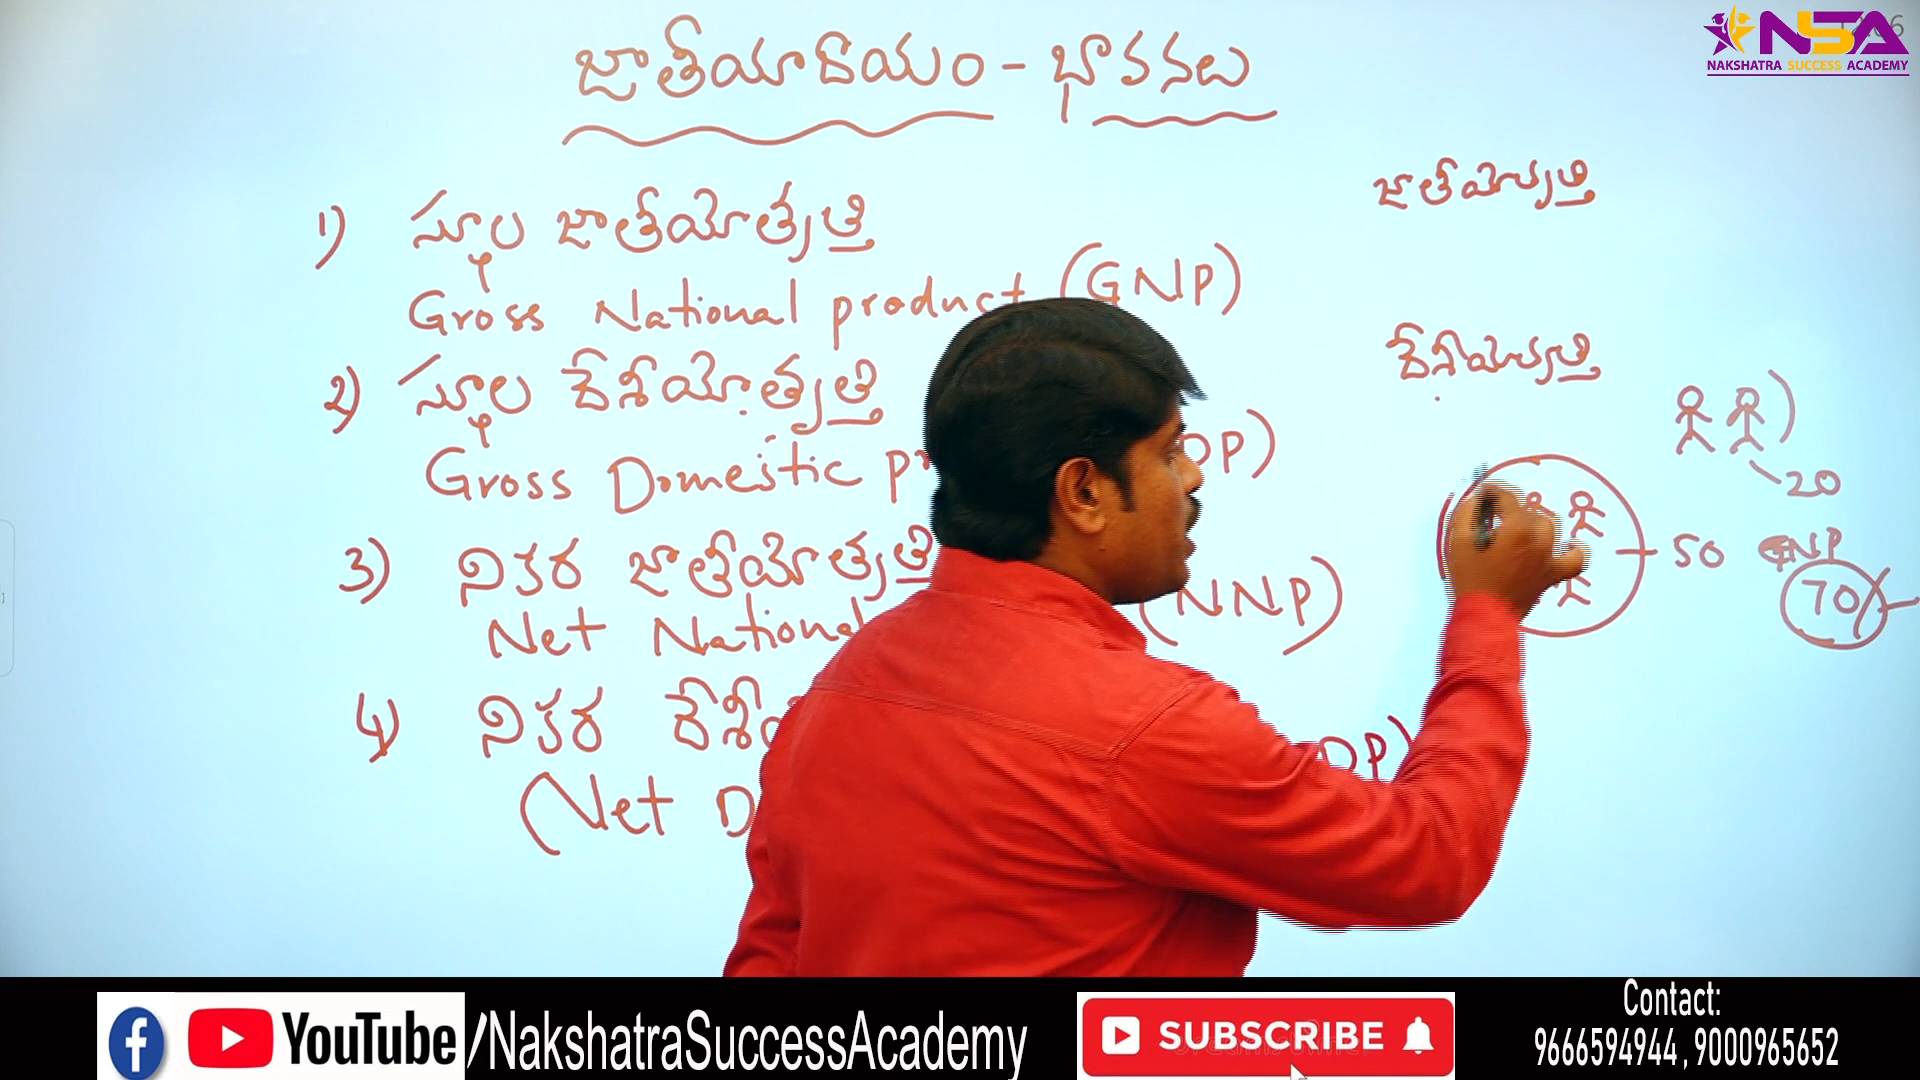 జాతీయాదాయం - భావనలు
NSA
NAKSHATRA SUCCESS ACADEMY
1) స్థూల జాతీయోత్పత్తి
Gross National product (GNP)
2) స్థూల దేశీయోత్పత్తి
Gross Domestic
DP)
3) నికర జాతీయోత్పత్తి
Net National (NNP)
4) నికర
(Net D
DP)
జాతీయోత్పత్తి
దేశీయోత్పత్తి
20
50 GNP
70
YouTube /NakshatraSuccessAcademy
SUBSCRIBE
Contact:
9666594944 , 9000965652